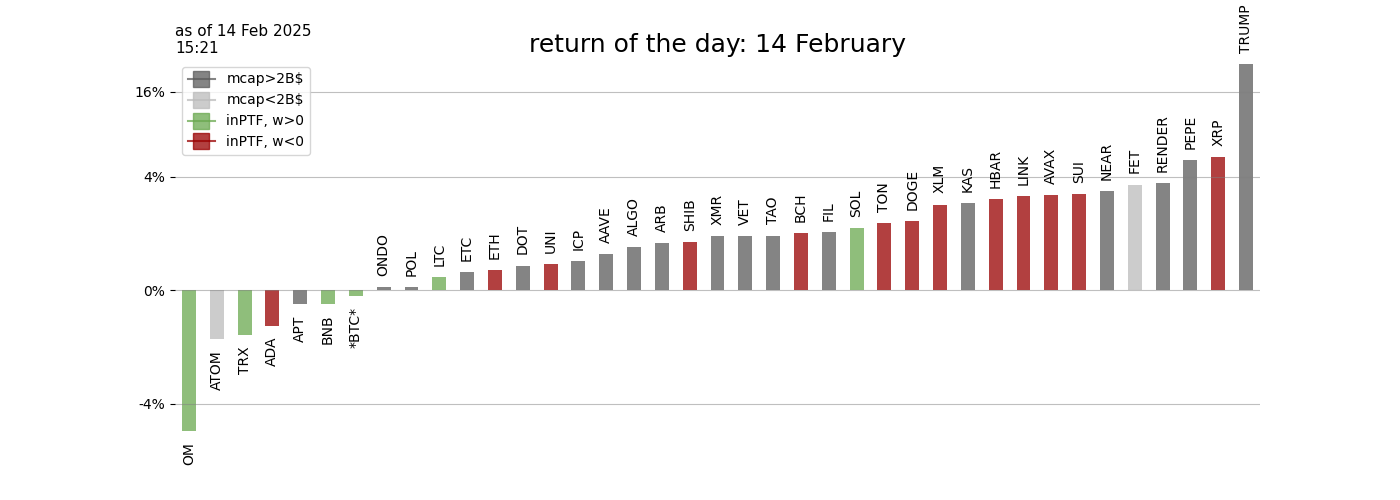 as of 14 Feb 2025
15:21
return of the day: 14 February
mcap>2B$
mcap<2B$
inPTF, w>0
inPTF, w<0
16%
4%
0%
-4%
OM
ATOM
TRX
ADA
APT
BNB
*BTC*
ONDO
POL
LTC
ETC
ETH
DOT
UNI
ICP
AAVE
ALGO
ARB
SHIB
XMR
VET
TAO
BCH
FIL
SOL
TON
DOGE
XLM
KAS
HBAR
LINK
AVAX
SUI
NEAR
FET
RENDER
PEPE
XRP
TRUMP